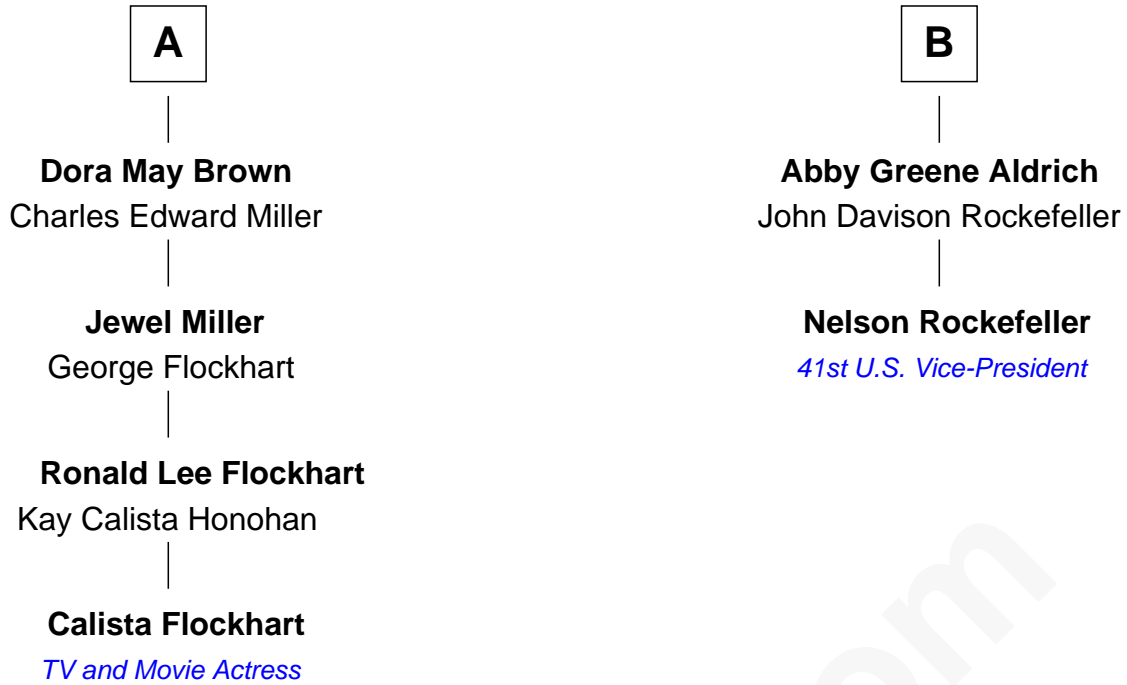 A
Dora May Brown
Charles Edward Miller
Jewel Miller
George Flockhart
Ronald Lee Flockhart
Kay Calista Honohan
Calista Flockhart
TV and Movie Actress
B
Abby Greene Aldrich
John Davison Rockefeller
Nelson Rockefeller
41st U.S. Vice-President
om